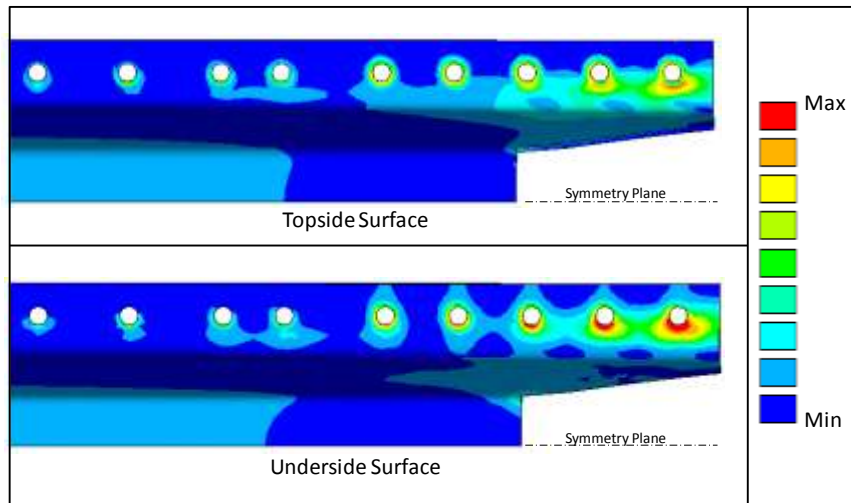 Max
Symmetry Plane
Topside Surface
Min
Symmetry Plane
Underside Surface